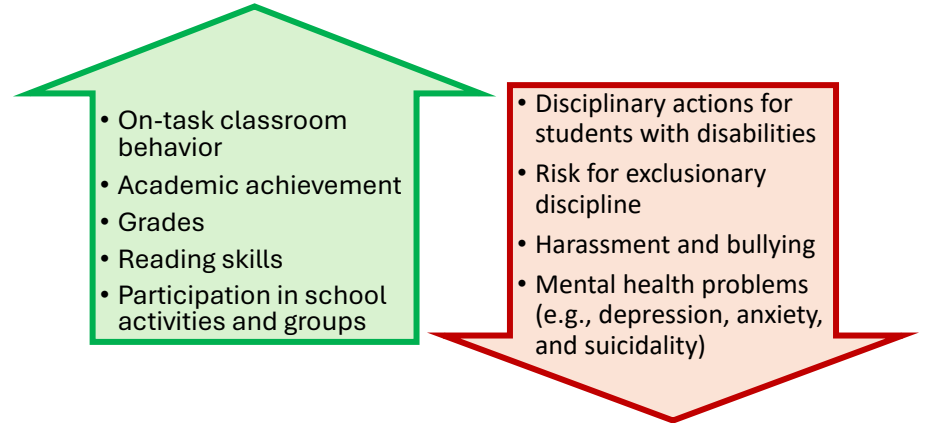 • On-task classroom
behavior
• Academic achievement
• Grades
• Reading skills
• Participation in school
activities and groups
• Disciplinary actions for
students with disabilities
• Risk for exclusionary
discipline
• Harassment and bullying
• Mental health problems
(e.g., depression, anxiety,
and suicidality)